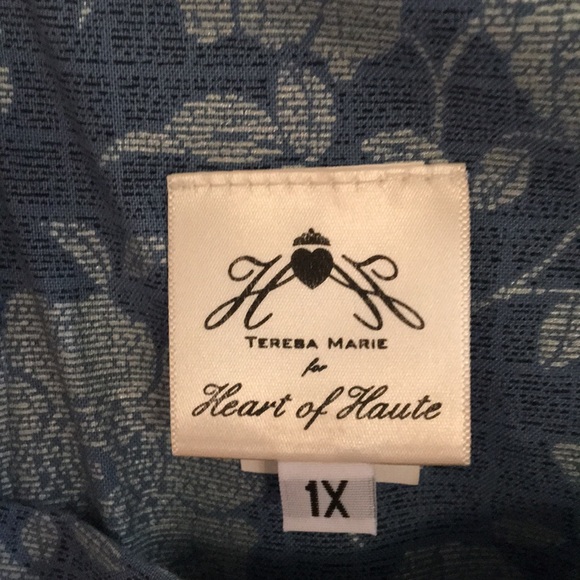 H H
TERESA MARIE
for
Heart of Haute
1X